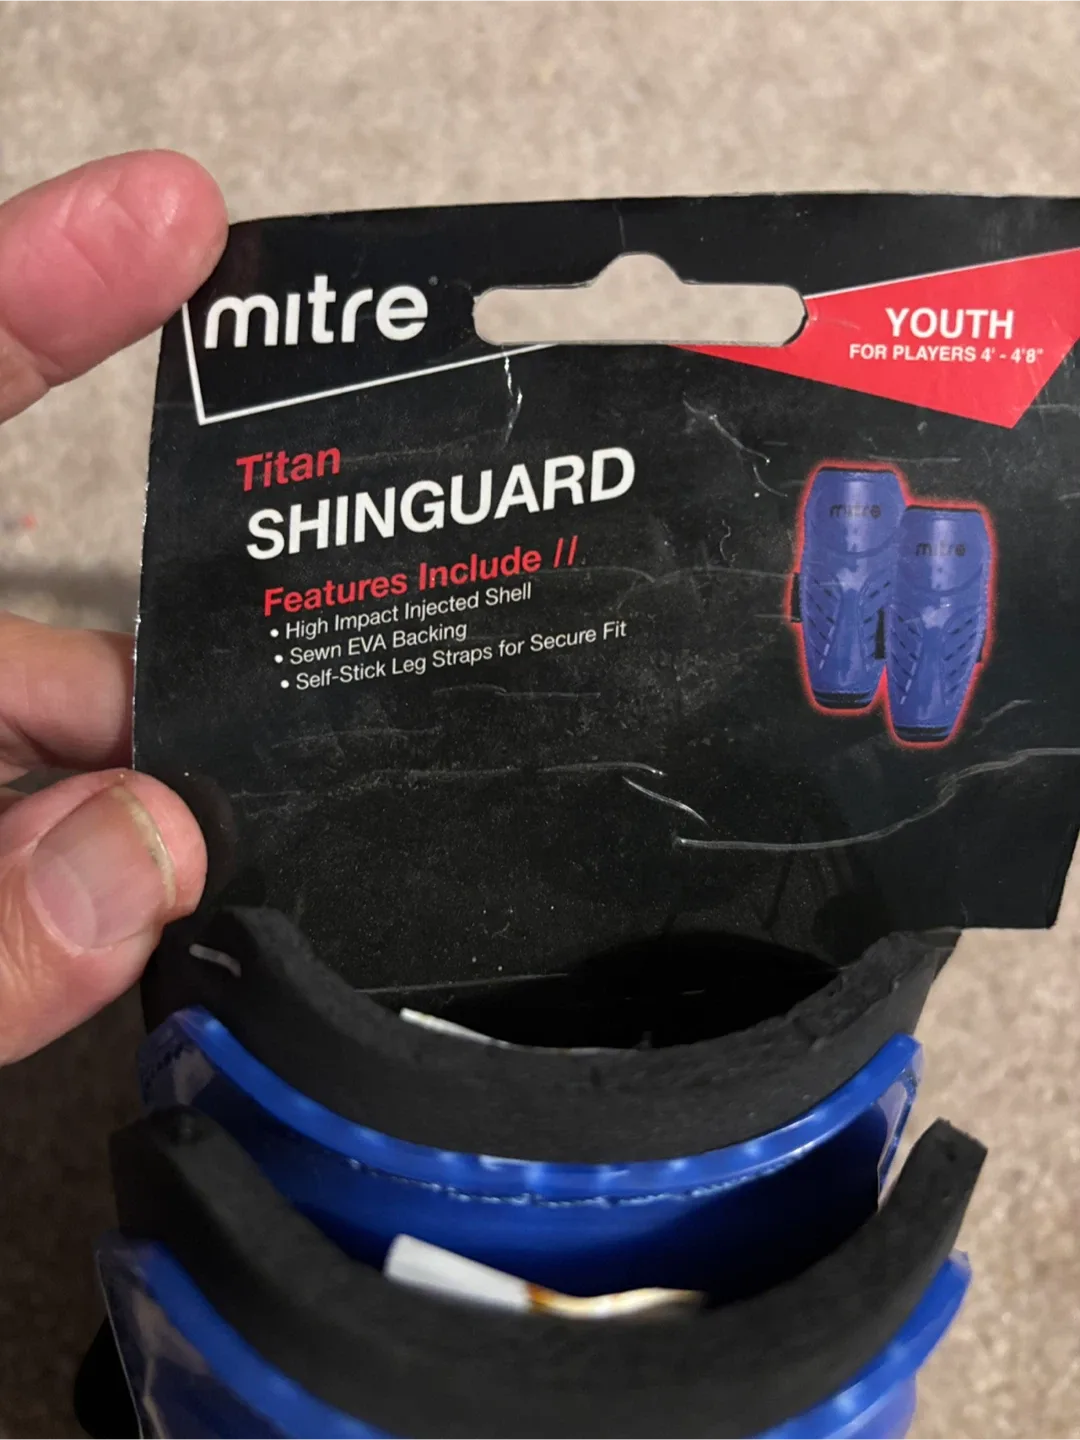 mitre
YOUTH
FOR PLAYERS 4' - 4'8"
Titan
SHINGUARD
Features Include //
• High Impact Injected Shell
• Sewn EVA Backing
• Self-Stick Leg Straps for Secure Fit
mitre
mitre